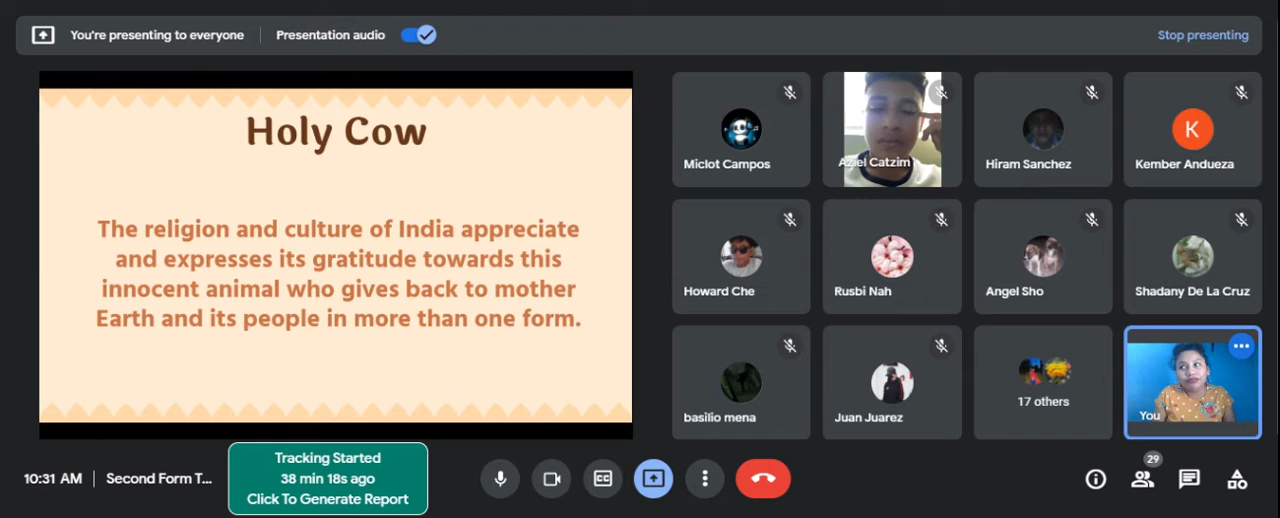 You're presenting to everyone
Presentation audio
Stop presenting
Holy Cow
The religion and culture of India appreciate
and expresses its gratitude towards this
innocent animal who gives back to mother
Earth and its people in more than one form.
Miclot Campos
Aziel Catzim
Hiram Sanchez
K
Kember Andueza
Howard Che
Rusbi Nah
Angel Sho
Shadany De La Cruz
basilio mena
Juan Juarez
17 others
You
10:31 AM
Second Form T...
Tracking Started
38 min 18s ago
Click To Generate Report
CC
29